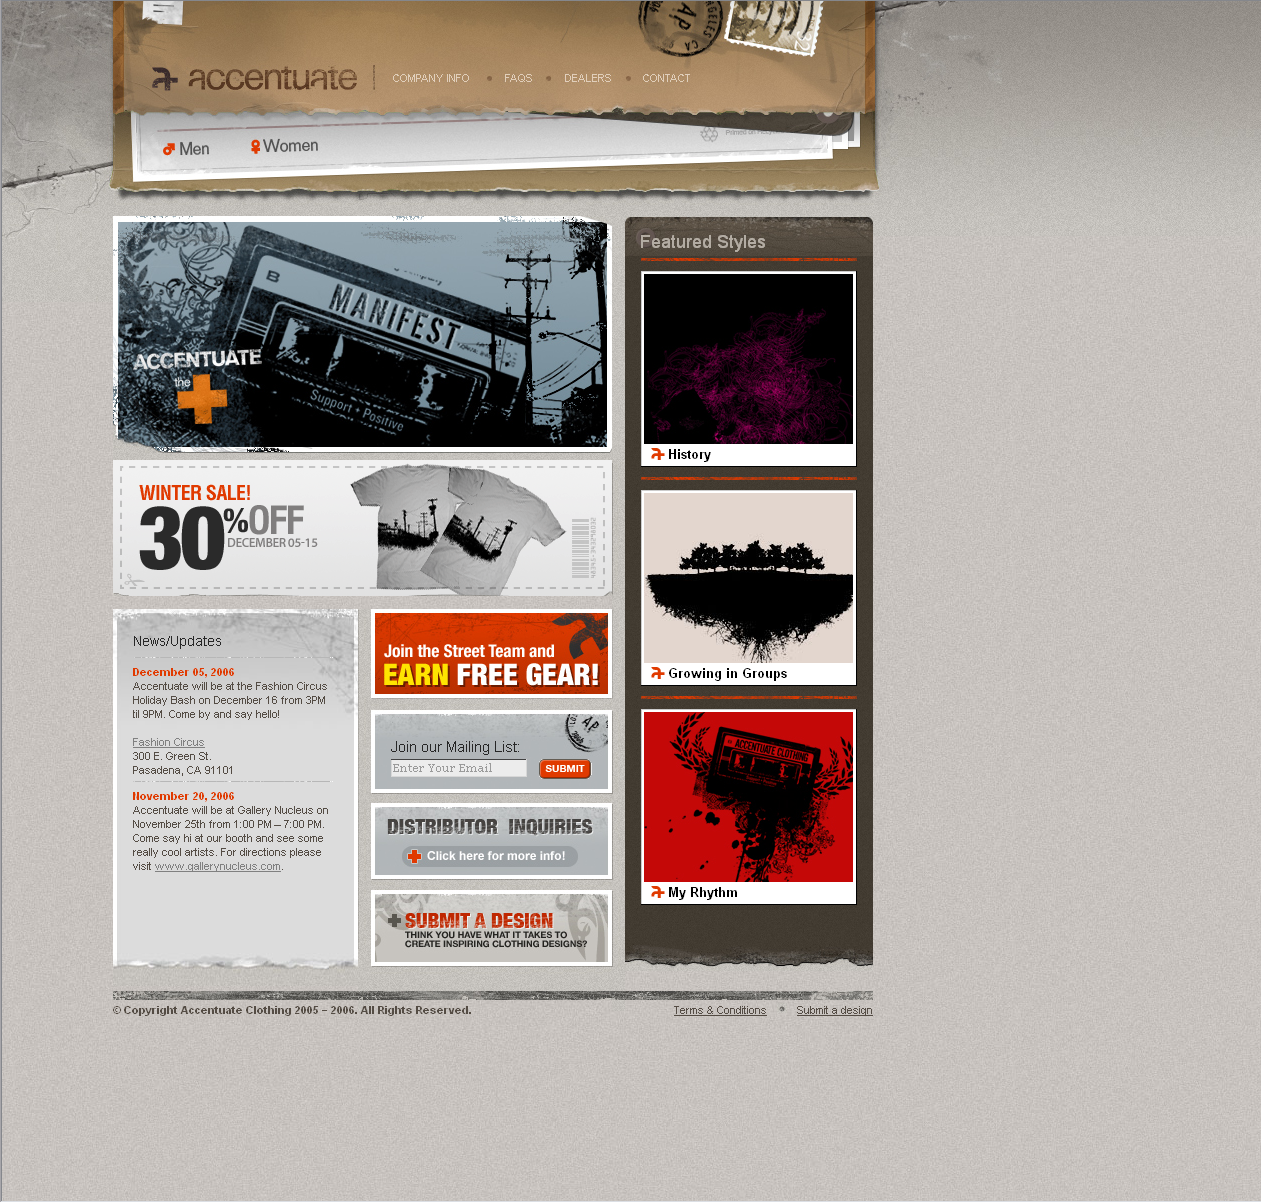 GELES CA
Ap
32
accentuate
COMPANY INFO
FAQS
DEALERS
CONTACT
Men
Women
Printed on
B
MANIFEST
ACCENTUATE
the
Support + Positive
WINTER SALE!
30%OFF
DECEMBER 05-15
News/Updates
December 05, 2006
Accentuate will be at the Fashion Circus
Holiday Bash on December 16 from 3PM
til 9PM. Come by and say hello!
Fashion Circus
300 E. Green St.
Pasadena, CA 91101
November 20, 2006
Accentuate will be at Gallery Nucleus on
November 25th from 1:00 PM – 7:00 PM.
Come say hi at our booth and see some
really cool artists. For directions please
visit www.gallerynucleus.com.
Join the Street Team and
EARN FREE GEAR!
Ap
Join our Mailing List:
Enter Your Email
SUBMIT
DISTRIBUTOR INQUIRIES
Click here for more info!
SUBMIT A DESIGN
THINK YOU HAVE WHAT IT TAKES TO
CREATE INSPIRING CLOTHING DESIGNS?
Featured Styles
History
Growing in Groups
ACCENTUATE CLOTHING
My Rhythm
© Copyright Accentuate Clothing 2005 – 2006. All Rights Reserved.
Terms & Conditions
Submit a design